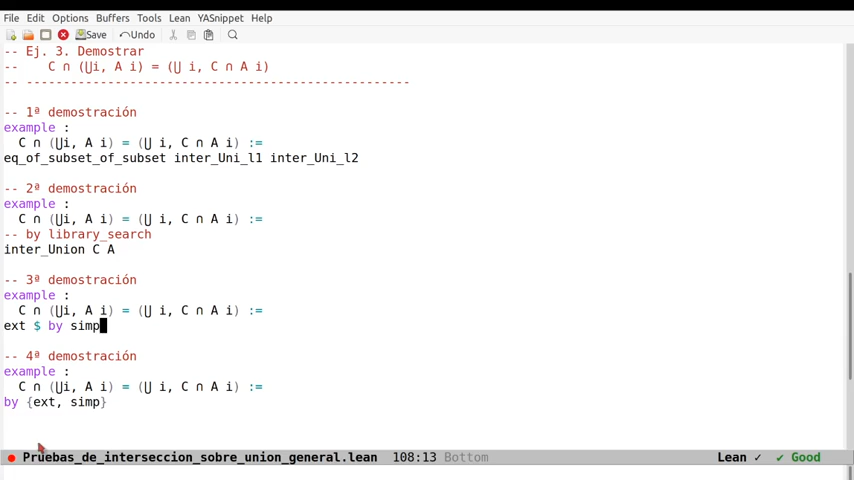 File Edit Options Buffers Tools Lean YASnippet Help
Save Undo
-- Ej. 3. Demostrar
-- C ∩ (⋃i, A i) = (⋃ i, C ∩ A i)
-- ----------------------------------------------------
-- 1ª demostración
example :
C ∩ (⋃i, A i) = (⋃ i, C ∩ A i) :=
eq_of_subset_of_subset inter_Uni_l1 inter_Uni_l2
-- 2ª demostración
example :
C ∩ (⋃i, A i) = (⋃ i, C ∩ A i) :=
-- by library_search
inter_Union C A
-- 3ª demostración
example :
C ∩ (⋃i, A i) = (⋃ i, C ∩ A i) :=
ext $ by simp
-- 4ª demostración
example :
C ∩ (⋃i, A i) = (⋃ i, C ∩ A i) :=
by {ext, simp}
Pruebas_de_interseccion_sobre_union_general.lean 108:13 Bottom Lean ✓ ✓ Good